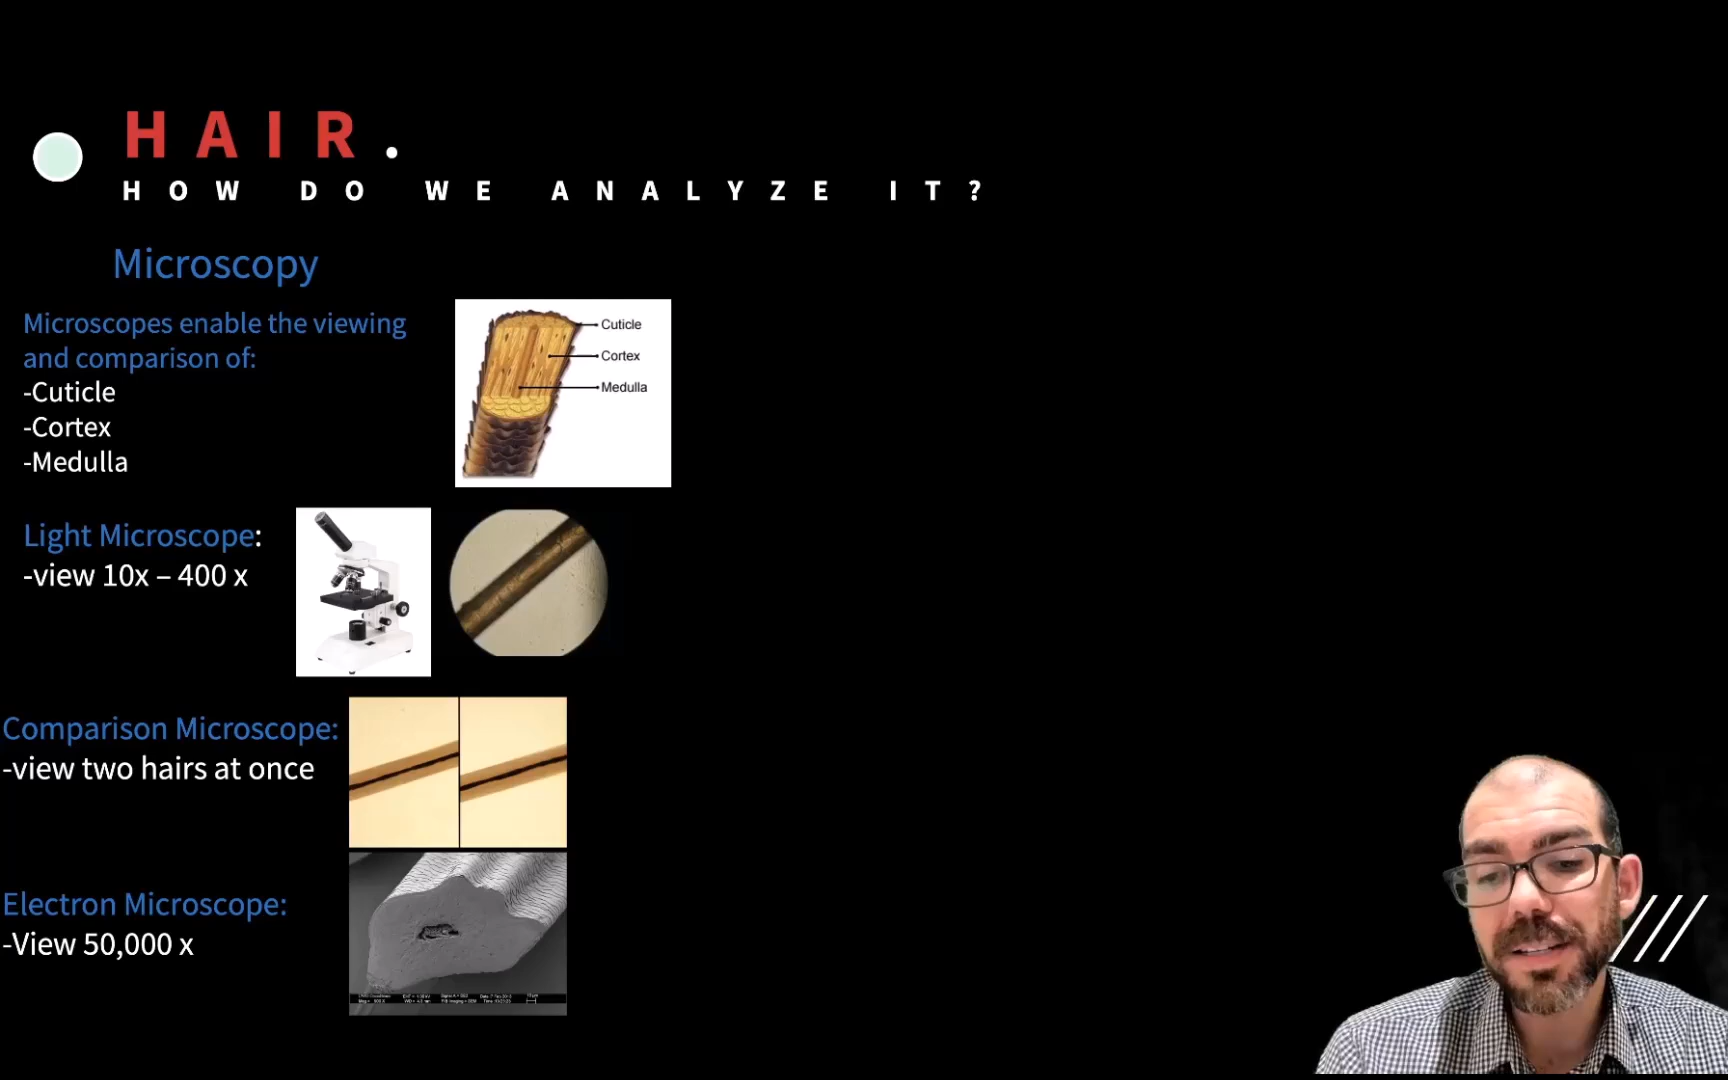 HAIR.
HOW DO WE ANALYZE IT?
Microscopy
Microscopes enable the viewing
and comparison of:
-Cuticle
-Cortex
-Medulla
Cuticle
Cortex
Medulla
Light Microscope:
-view 10x – 400 x
Comparison Microscope:
-view two hairs at once
Electron Microscope:
-View 50,000 x